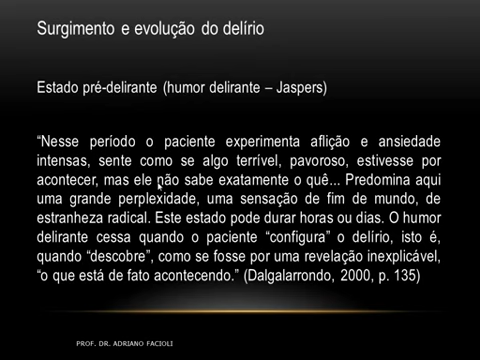 Surgimento e evolução do delírio
Estado pré-delirante (humor delirante – Jaspers)
“Nesse período o paciente experimenta aflição e ansiedade
intensas, sente como se algo terrível, pavoroso, estivesse por
acontecer, mas ele não sabe exatamente o quê... Predomina aqui
uma grande perplexidade, uma sensação de fim de mundo, de
estranheza radical. Este estado pode durar horas ou dias. O humor
delirante cessa quando o paciente “configura” o delírio, isto é,
quando “descobre”, como se fosse por uma revelação inexplicável,
“o que está de fato acontecendo.” (Dalgalarrondo, 2000, p. 135)
PROF. DR. ADRIANO FACIOLI